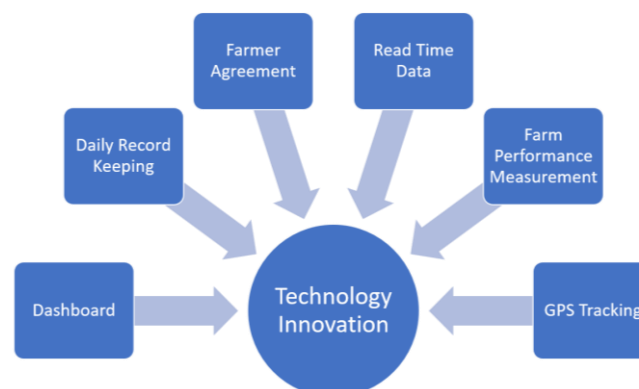 Farmer
Agreement
Read Time
Data
Daily Record
Keeping
Farm
Performance
Measurement
Dashboard
Technology
Innovation
GPS Tracking